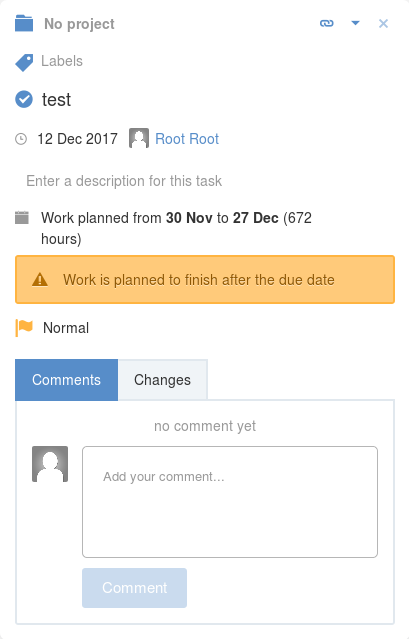 No project
Labels
test
12 Dec 2017 Root Root
Enter a description for this task
Work planned from 30 Nov to 27 Dec (672
hours)
Work is planned to finish after the due date
Normal
Comments Changes
no comment yet
Add your comment...
Comment